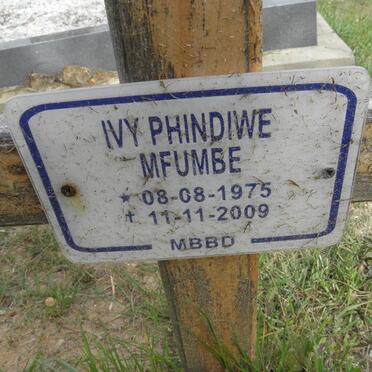 IVY PHINDIWE
MFUMBE
* 08-08-1975
† 11-11-2009
MBBD